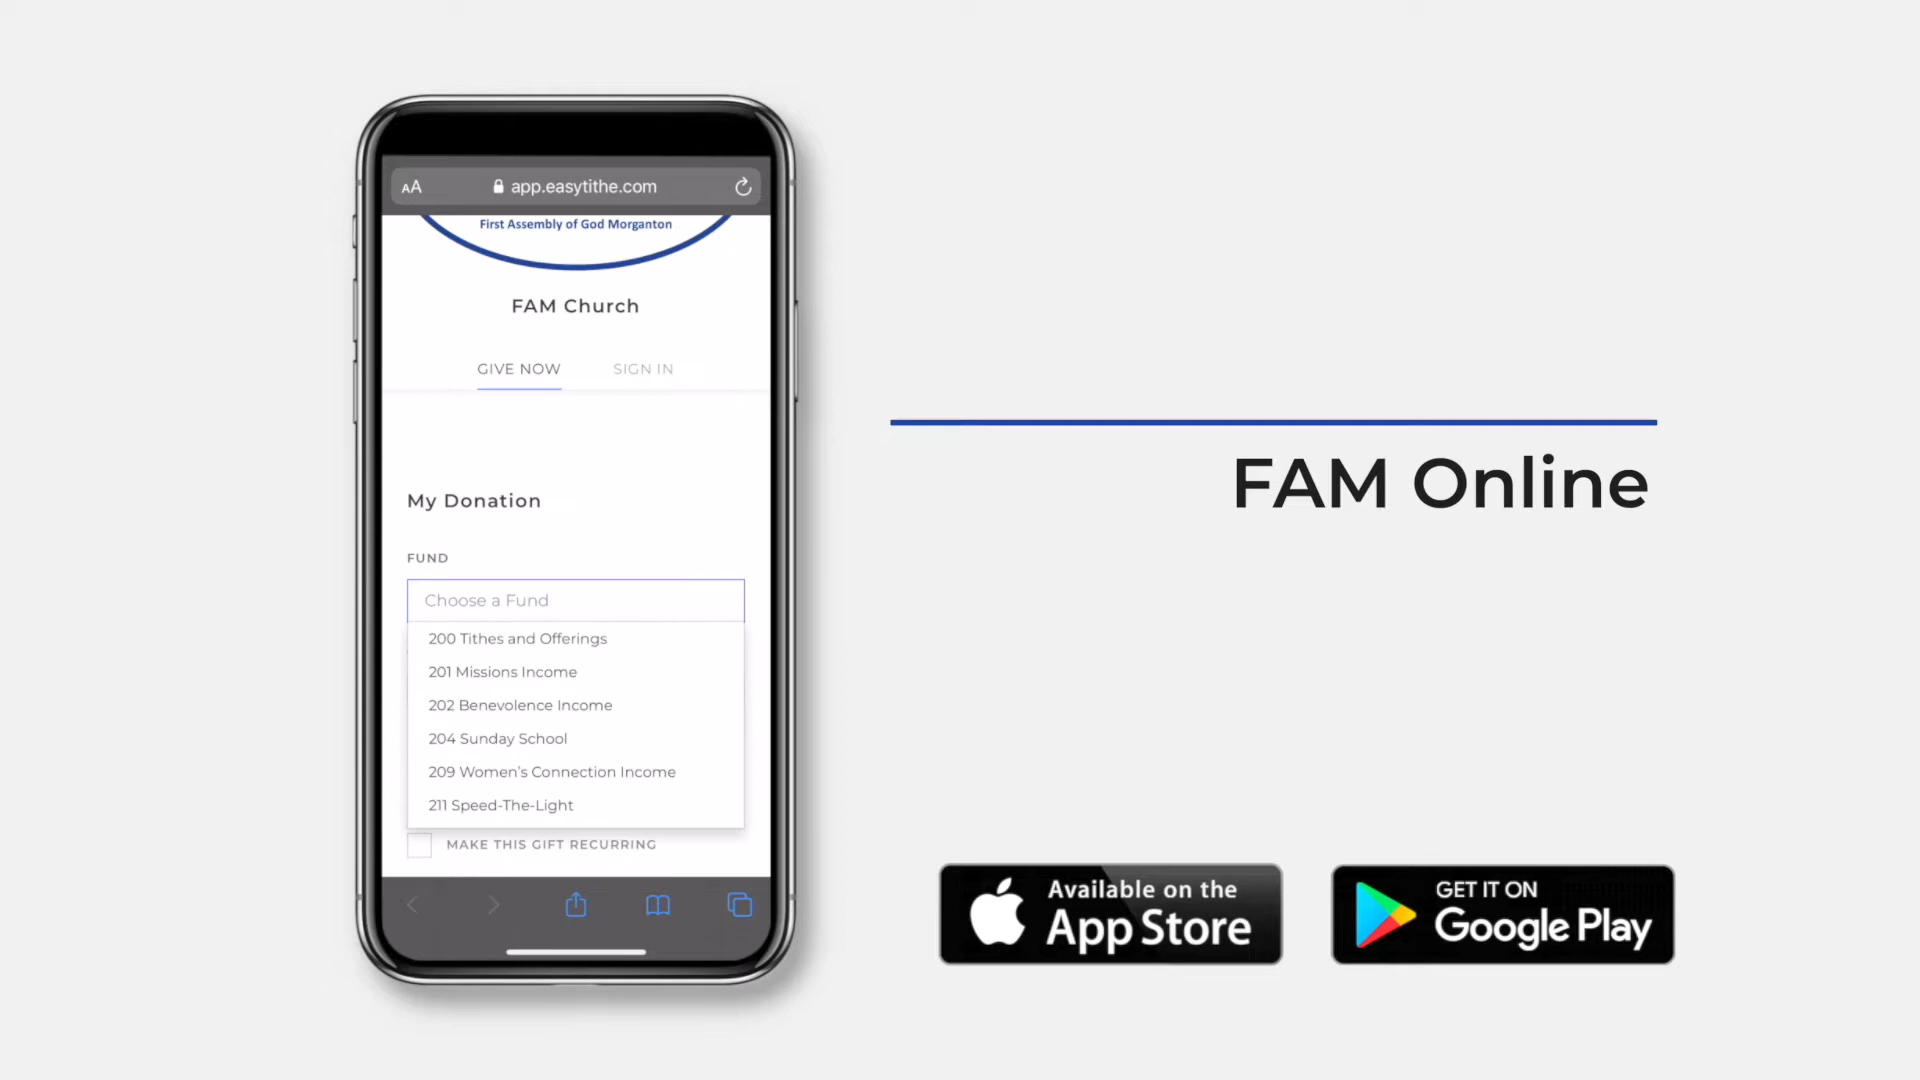 AA
app.easytithe.com
First Assembly of God Morganton
FAM Church
GIVE NOW
SIGN IN
My Donation
FUND
Choose a Fund
200 Tithes and Offerings
201 Missions Income
202 Benevolence Income
204 Sunday School
209 Women's Connection Income
211 Speed-The-Light
MAKE THIS GIFT RECURRING
FAM Online
Available on the
App Store
GET IT ON
Google Play